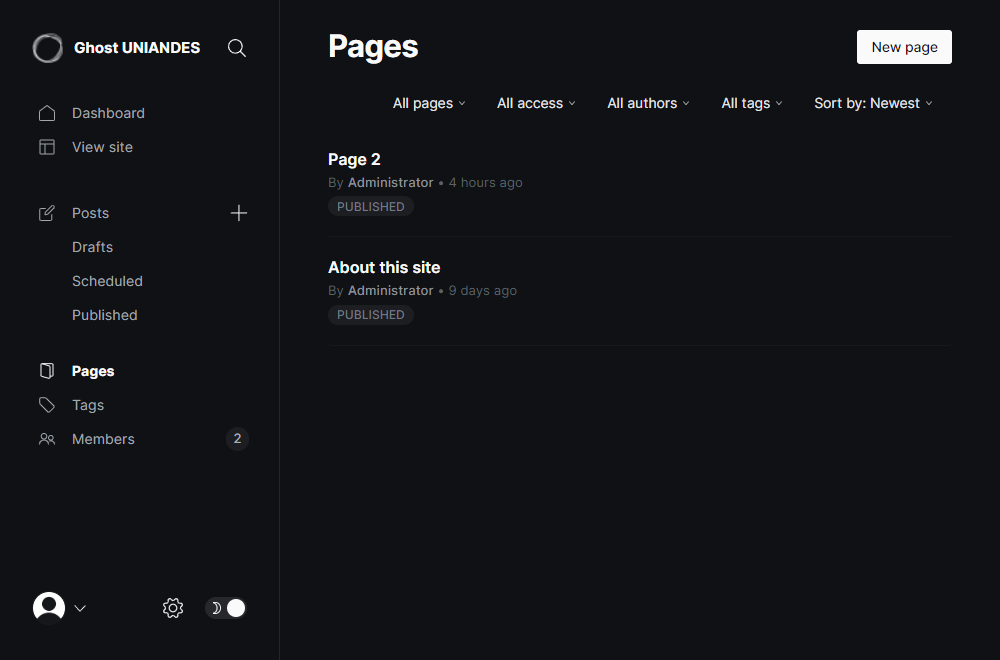 Ghost UNIANDES
Dashboard
View site
Posts
Drafts
Scheduled
Published
Pages
Tags
Members 2
Pages
New page
All pages All access All authors All tags Sort by: Newest
Page 2
By Administrator • 4 hours ago
PUBLISHED
About this site
By Administrator • 9 days ago
PUBLISHED